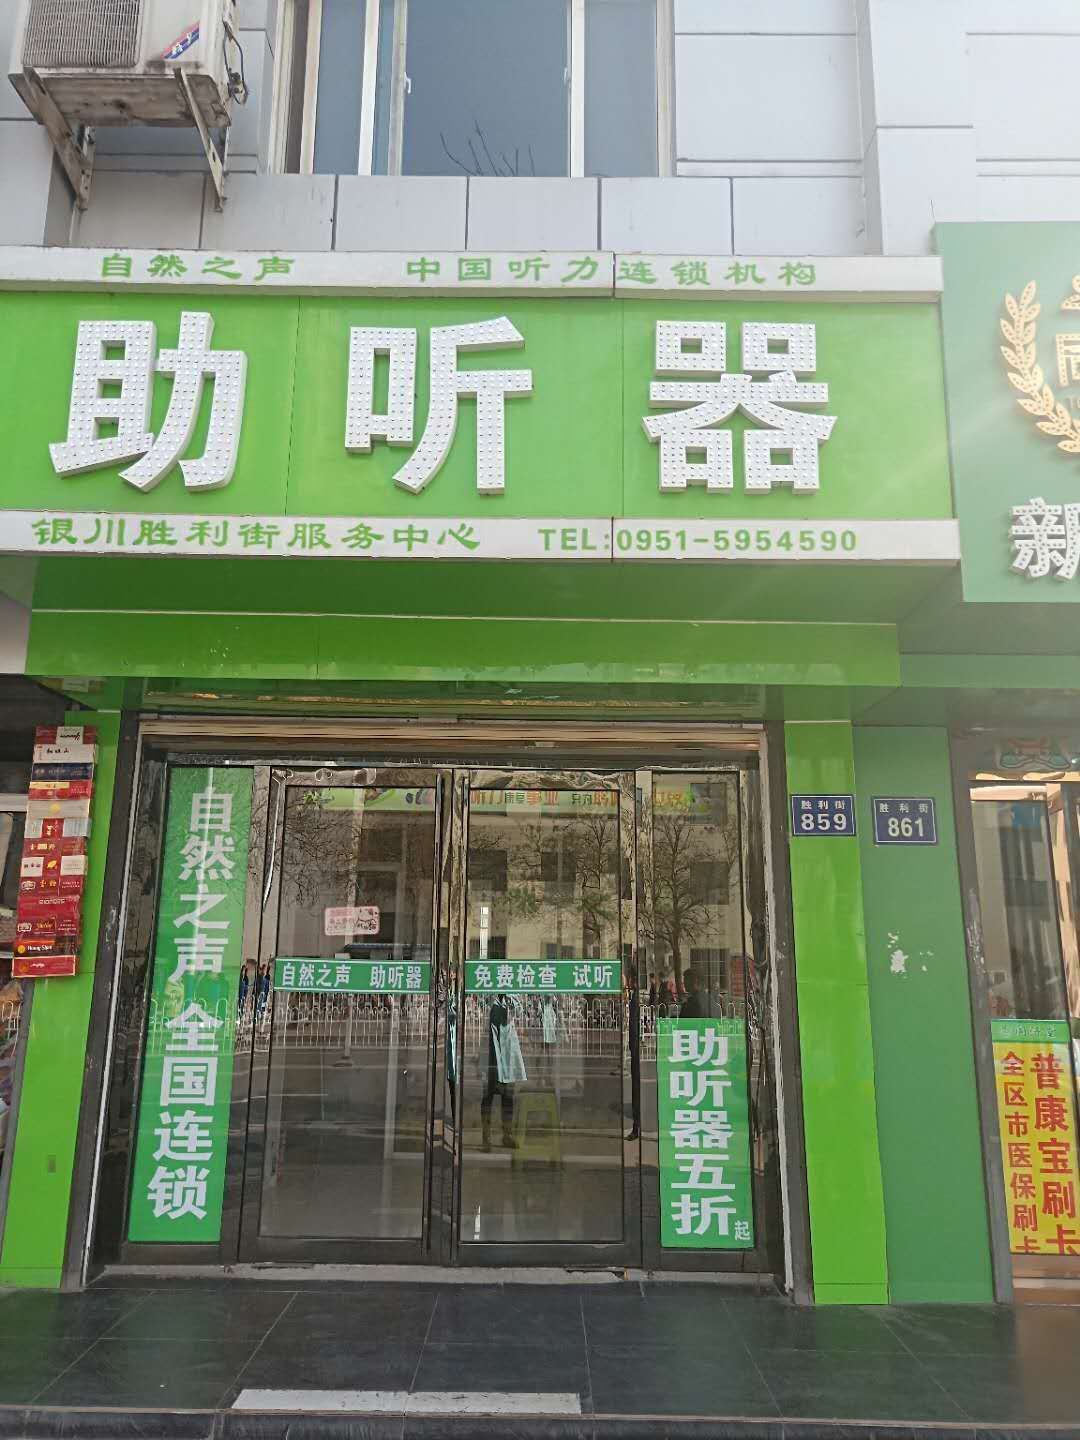 自然之声 中国听力连锁机构
助听器
银川胜利街服务中心 TEL:0951-5954590
新
胜利街
859
胜利街
861
自然之声 全国连锁
自然之声 助听器
免费检查 试听
助听器五折起
普康宝刷卡
全区市医保刷卡